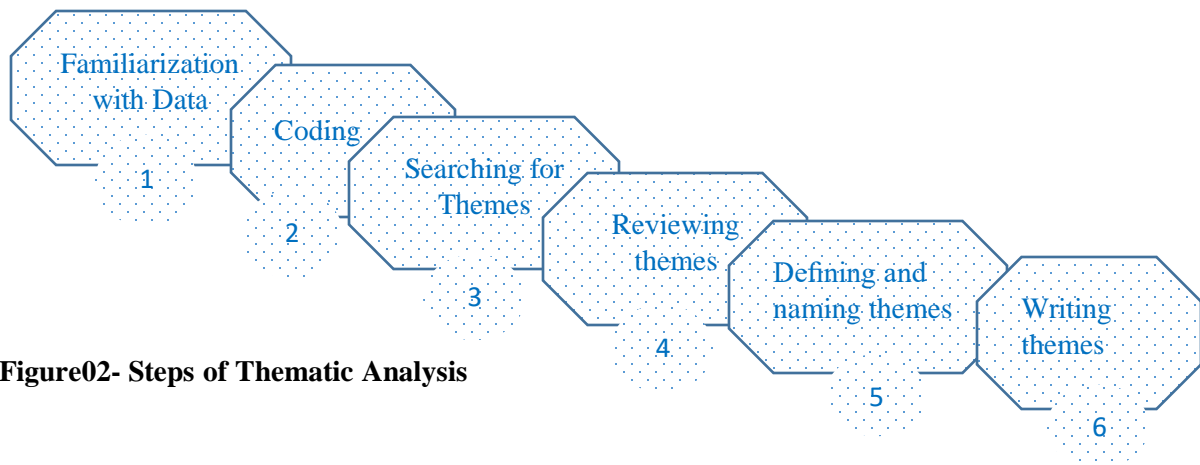 Familiarization
with Data
1
Coding
2
Searching for
Themes
3
Reviewing
themes
4
Defining and
naming themes
5
Writing
themes
6
Figure02- Steps of Thematic Analysis